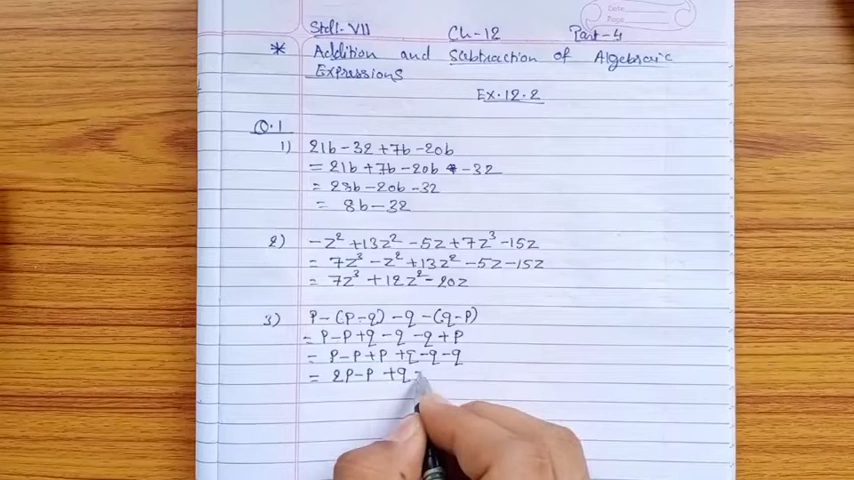 Date
Page
Std:- VII Ch-12 Part-4
* Addition and Subtraction of Algebraic
Expressions
Ex.12.2
Q.1
1) 21b-32+7b-20b
= 21b+7b-20b -32
= 28b-20b-32
= 8b-32
2) -z² +13z² -5z+7z³-15z
= 7z³-z²+13z²-5z-15z
= 7z³ +12z²-20z
3) P-(P-q)-q-(q-P)
= P-P+q-q-q+P
= P-P+P+q-q-q
= 2P-P +q-